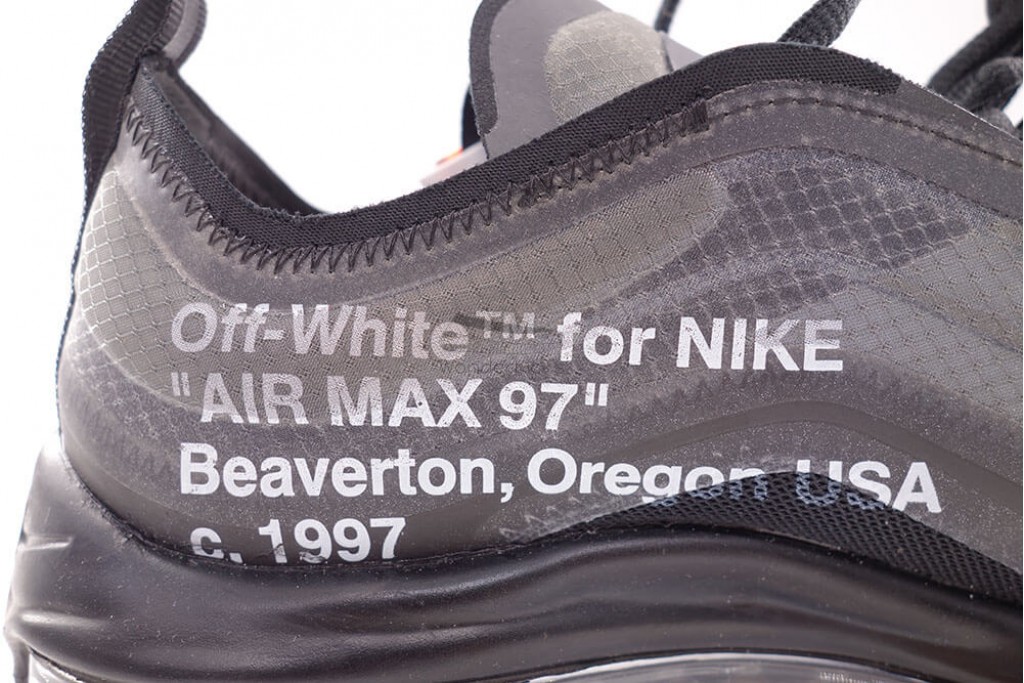 Off-White™ for NIKE
"AIR MAX 97"
Beaverton, Oregon USA
c. 1997